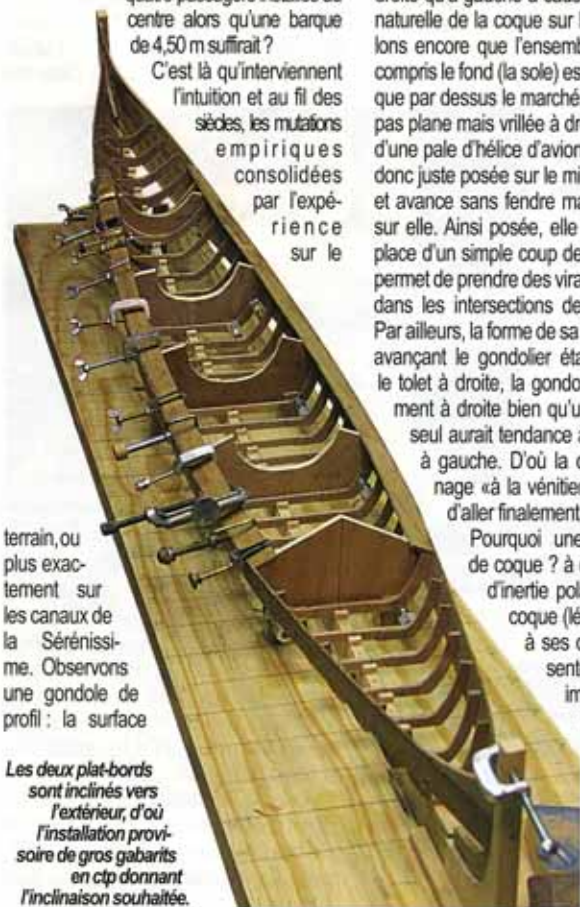 quatre passagers installés au
centre alors qu'une barque
de 4,50 m suffirait ?
C'est là qu'interviennent
l'intuition et au fil des
siècles, les mutations
empiriques
consolidées
par l'expé-
rience
sur le
terrain, ou
plus exac-
tement sur
les canaux de
la Sérénissi-
me. Observons
une gondole de
profil : la surface
Les deux plat-bords
sont inclinés vers
l'extérieur, d'où
l'installation provi-
soire de gros gabarits
en ctp donnant
l'inclinaison souhaitée.
naturelle de la coque sur l
lons encore que l'ensemb
compris le fond (la sole) es
que par dessus le marché
pas plane mais vrillée à dr
d'une pale d'hélice d'avion
donc juste posée sur le mi
et avance sans fendre ma
sur elle. Ainsi posée, elle
place d'un simple coup de
permet de prendre des vira
dans les intersections de
Par ailleurs, la forme de sa
avançant le gondolier éta
le tolet à droite, la gondo
ment à droite bien qu'u
seul aurait tendance
à gauche. D'où la
nage «à la vénitie
d'aller finalement
Pourquoi une
de coque ? à
d'inertie pol
coque (lé
à ses
sent
im